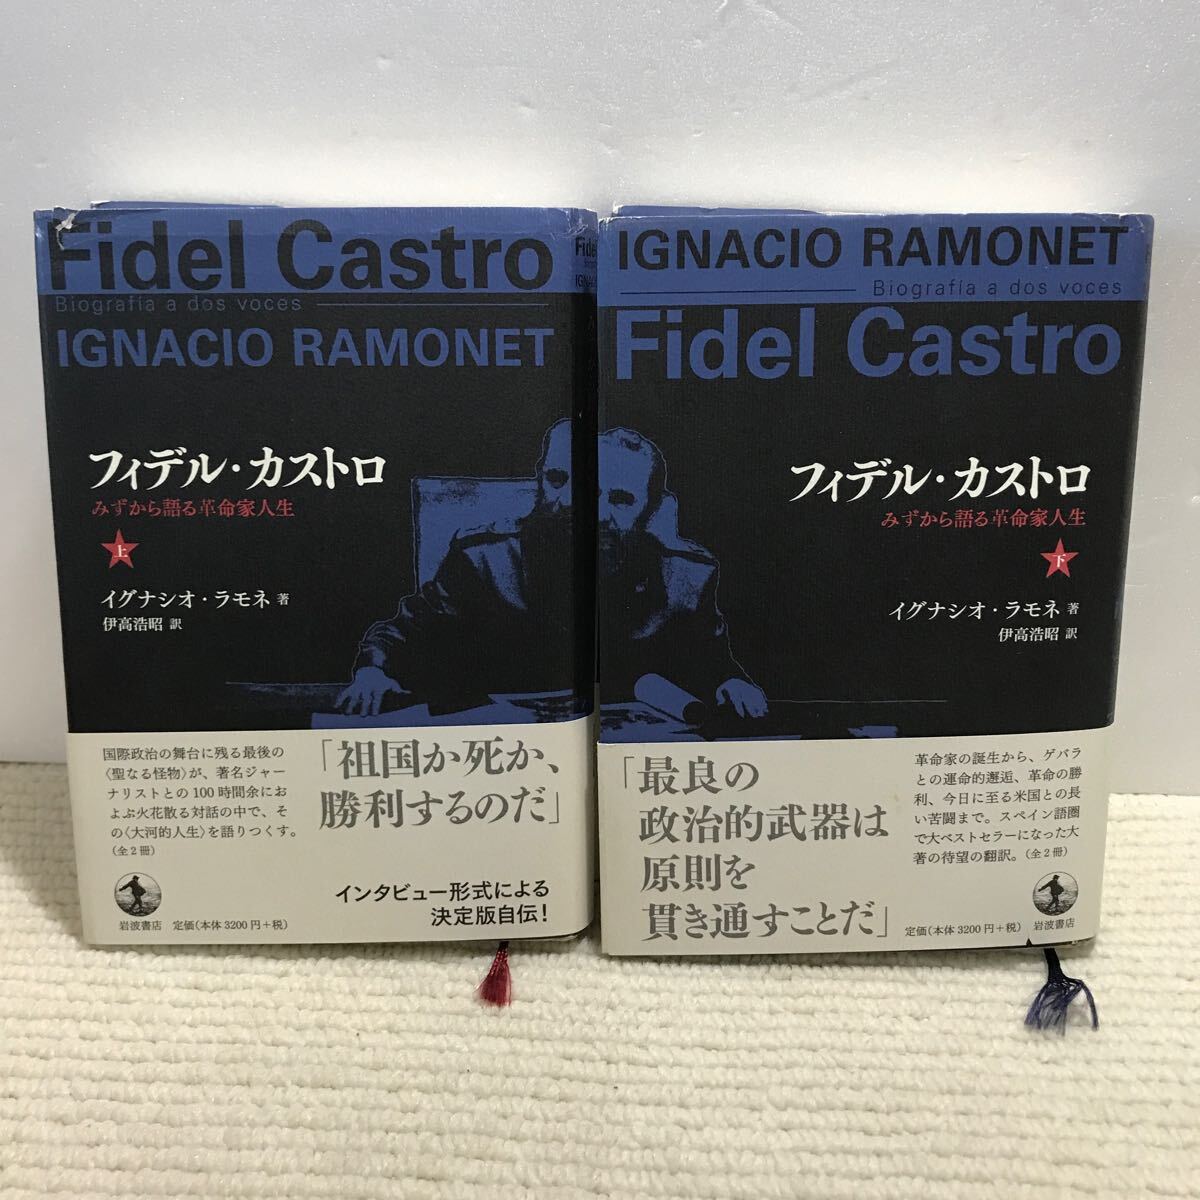 Fidel Castro
Biografía a dos voces
IGNACIO RAMONET
フィデル・カストロ
みずから語る革命家人生
上
イグナシオ・ラモネ 著
伊高浩昭 訳
国際政治の舞台に残る最後の
〈聖なる怪物〉が、著名ジャー
ナリストとの100時間余にお
よぶ火花散る対話の中で、そ
の〈大河的人生〉を語りつくす。
(全2冊)
「祖国か死か、
勝利するのだ」
インタビュー形式による
決定版自伝!
岩波書店 定価(本体3200円+税)
IGNACIO RAMONET
Biografía a dos voces
Fidel Castro
フィデル・カストロ
みずから語る革命家人生
下
イグナシオ・ラモネ 著
伊高浩昭 訳
「最良の
政治的武器は
原則を
貫き通すことだ」
革命家の誕生から、ゲバラ
との運命的邂逅、革命の勝
利、今日に至る米国との長
い苦闘まで。スペイン語圏
で大ベストセラーになった大
著の待望の翻訳。(全2冊)
定価(本体3200円+税) 岩波書店